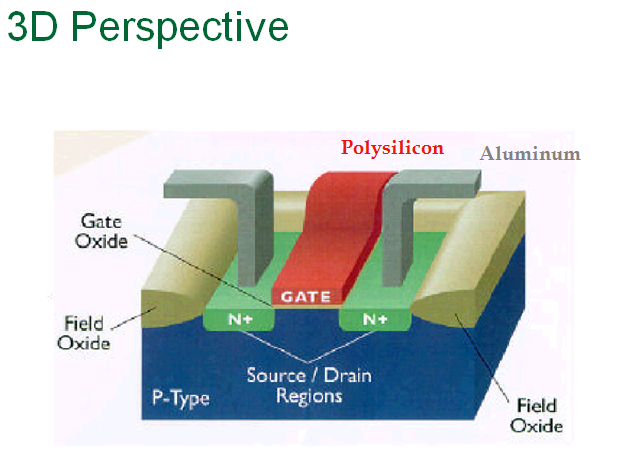 3D Perspective
Polysilicon
Aluminum
Gate
Oxide
GATE
Field
Oxide
N+
N+
Source / Drain
Regions
P-Type
Field
Oxide